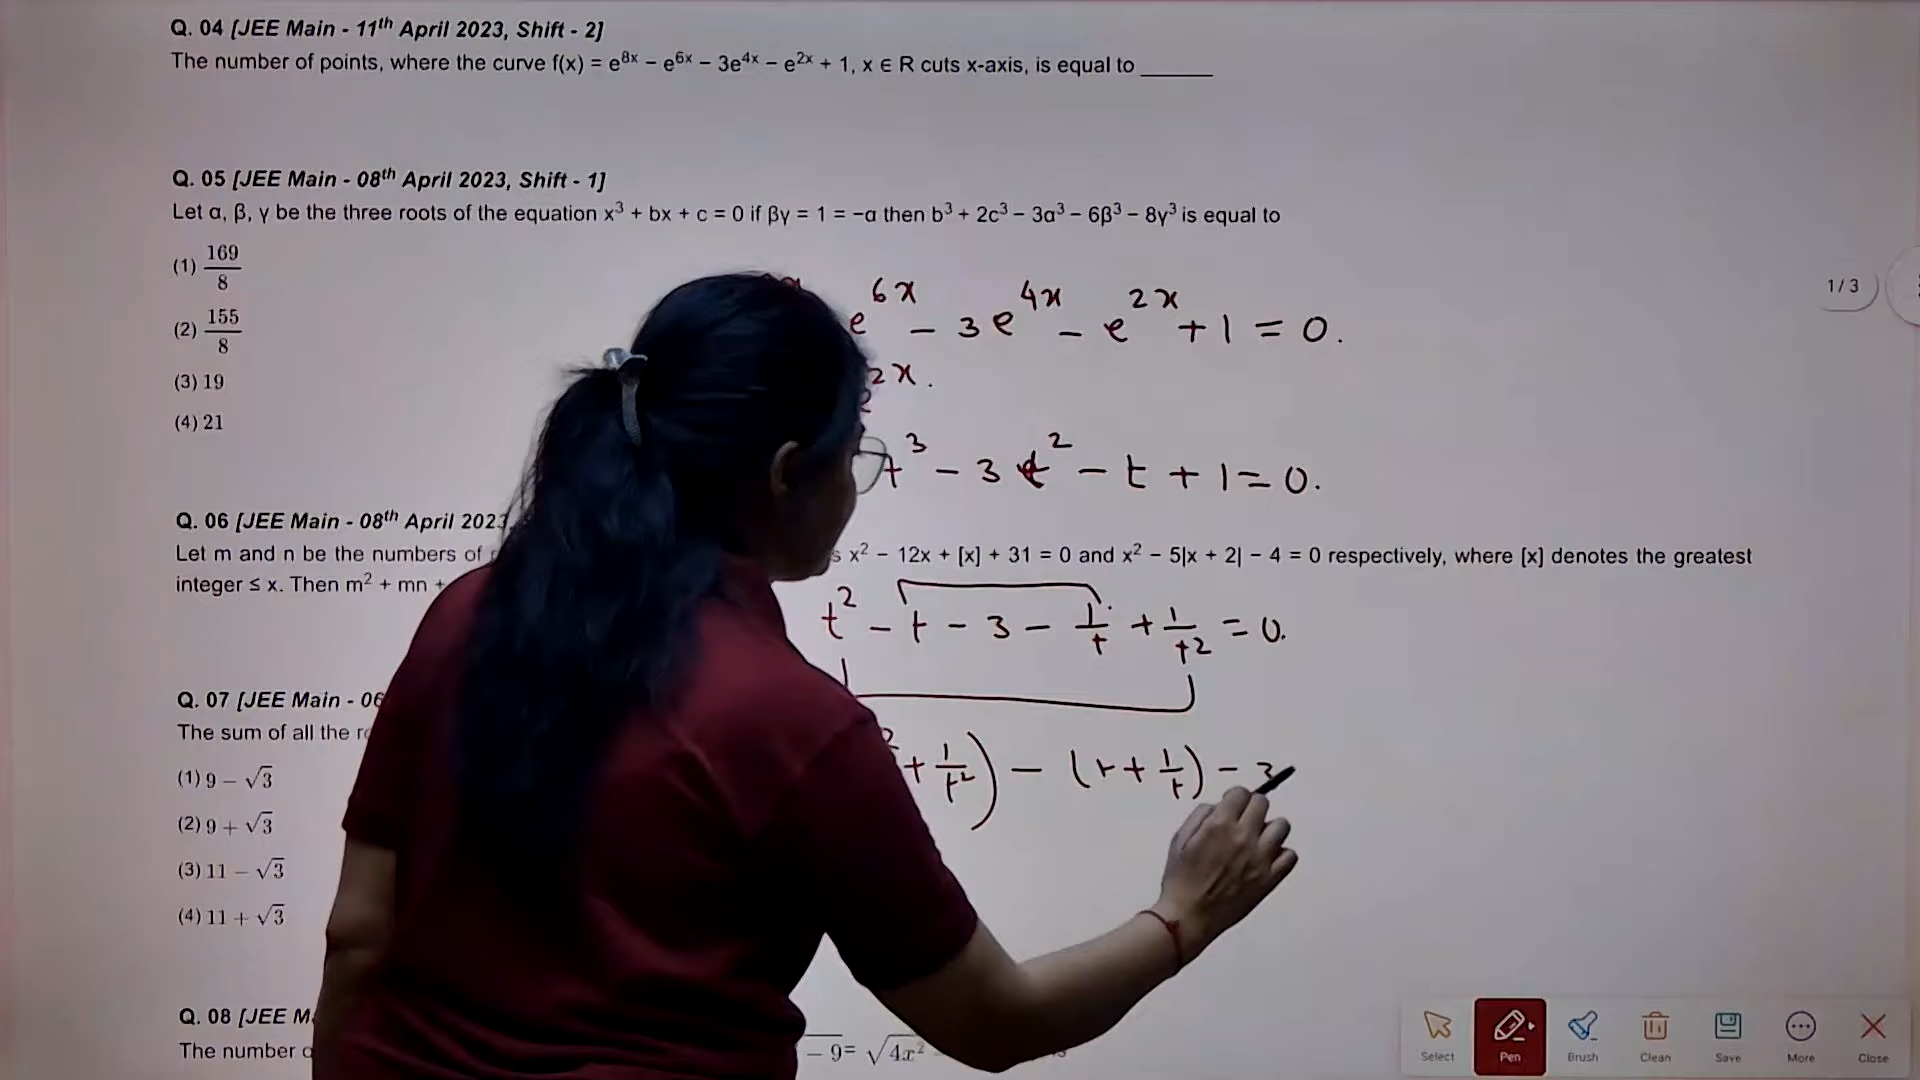 Q. 04 [JEE Main - 11th April 2023, Shift - 2]
The number of points, where the curve f(x) = e^8x − e^6x − 3e^4x − e^2x + 1, x ∈ R cuts x-axis, is equal to ______
Q. 05 [JEE Main - 08th April 2023, Shift - 1]
Let α, β, γ be the three roots of the equation x³ + bx + c = 0 if βγ = 1 = −α then b³ + 2c³ − 3α³ − 6β³ − 8γ³ is equal to
(1) 169/8
(2) 155/8
(3) 19
(4) 21
e^6x − 3e^4x − e^2x + 1 = 0.
2x.
t³ − 3t² − t + 1 = 0.
1 / 3
Q. 06 [JEE Main - 08th April 2023
Let m and n be the numbers of x² − 12x + [x] + 31 = 0 and x² − 5|x + 2| − 4 = 0 respectively, where [x] denotes the greatest
integer ≤ x. Then m² + mn +
t² − t − 3 − 1/t + 1/t² = 0.
Q. 07 [JEE Main - 06
The sum of all the
(1) 9 − √3
(2) 9 + √3
(3) 11 − √3
(4) 11 + √3
+ 1/t²) − (t + 1/t) − 3
Q. 08 [JEE M
The number − 9 = √4x²
Select Pen Brush Clean Save More Close